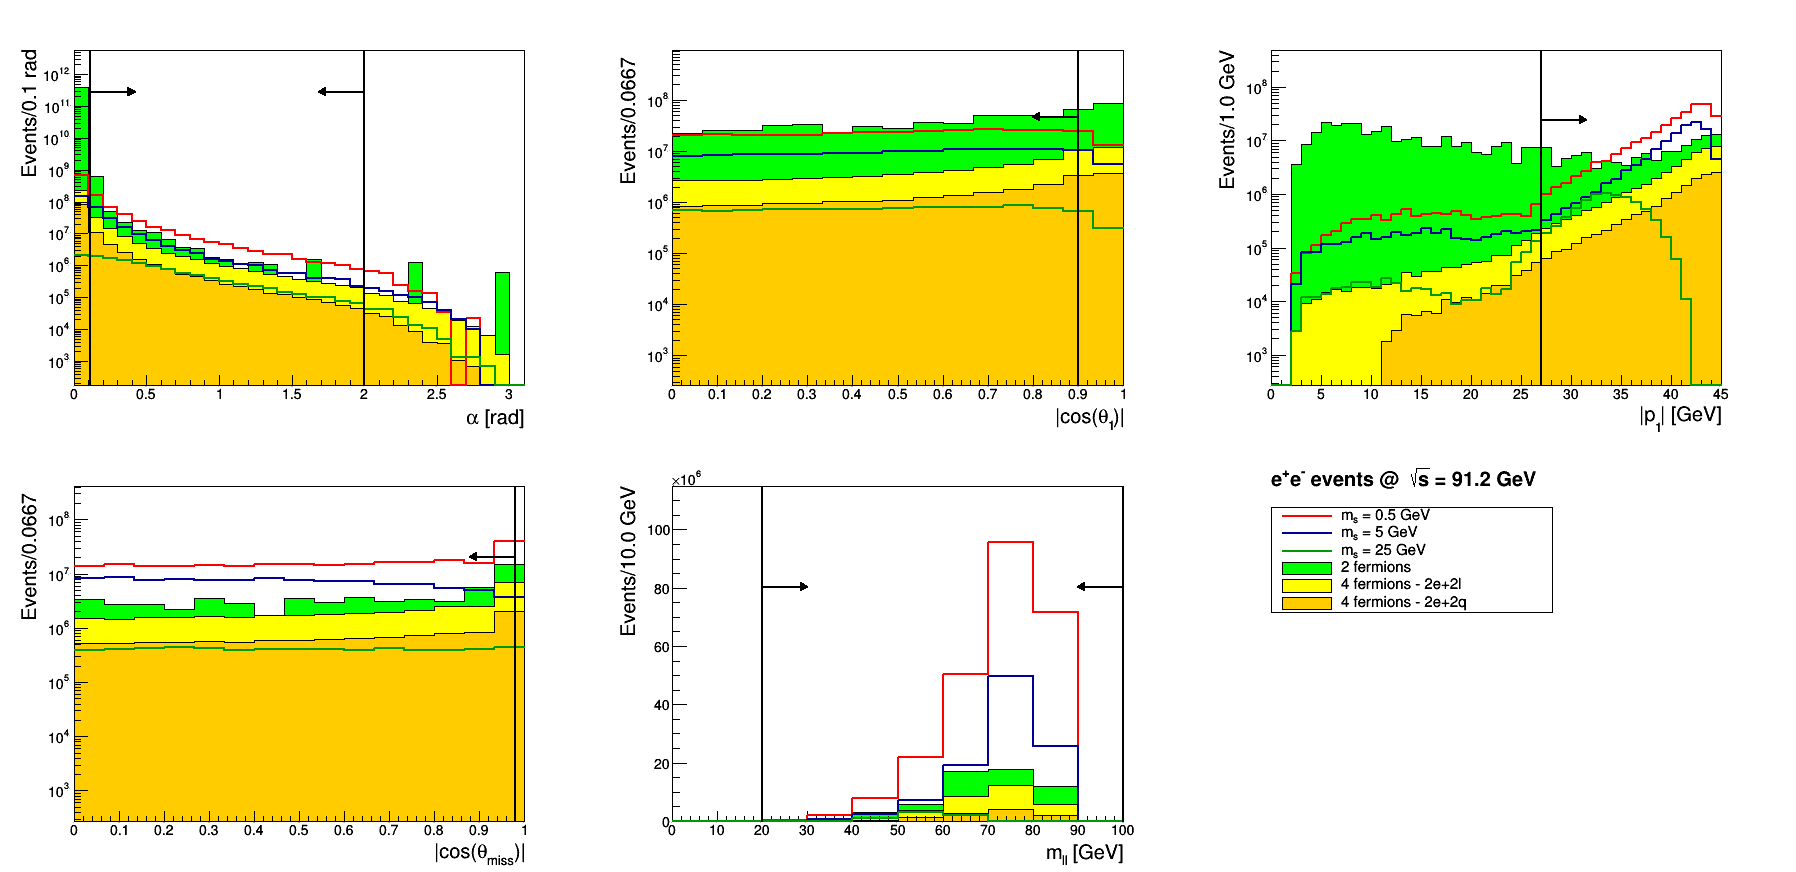 Events/0.1 rad
10^12
10^11
10^10
10^9
10^8
10^7
10^6
10^5
10^4
10^3
0 0.5 1 1.5 2 2.5 3
α [rad]
Events/0.0667
10^8
10^7
10^6
10^5
10^4
10^3
0 0.1 0.2 0.3 0.4 0.5 0.6 0.7 0.8 0.9 1
|cos(θ_1)|
Events/1.0 GeV
10^8
10^7
10^6
10^5
10^4
10^3
0 5 10 15 20 25 30 35 40 45
|p_1| [GeV]
Events/0.0667
10^8
10^7
10^6
10^5
10^4
10^3
0 0.1 0.2 0.3 0.4 0.5 0.6 0.7 0.8 0.9 1
|cos(θ_miss)|
×10^6
Events/10.0 GeV
100
80
60
40
20
0
0 10 20 30 40 50 60 70 80 90 100
m_ll [GeV]
e^+e^- events @ √s = 91.2 GeV
m_s = 0.5 GeV
m_s = 5 GeV
m_s = 25 GeV
2 fermions
4 fermions - 2e+2l
4 fermions - 2e+2q